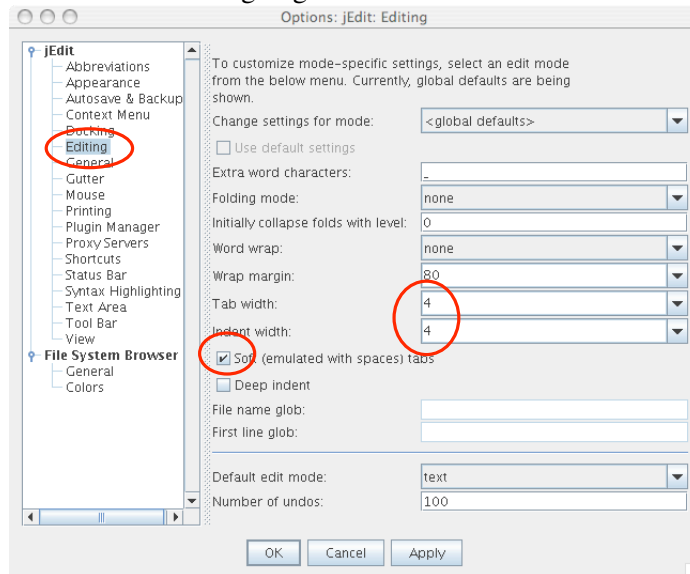 Options: jEdit: Editing
jEdit
Abbreviations
Appearance
Autosave & Backup
Context Menu
Docking
Editing
General
Gutter
Mouse
Printing
Plugin Manager
Proxy Servers
Shortcuts
Status Bar
Syntax Highlighting
Text Area
Tool Bar
View
File System Browser
General
Colors
To customize mode-specific settings, select an edit mode
from the below menu. Currently, global defaults are being
shown.
Change settings for mode: <global defaults>
Use default settings
Extra word characters: _
Folding mode: none
Initially collapse folds with level: 0
Word wrap: none
Wrap margin: 80
Tab width: 4
Indent width: 4
Soft (emulated with spaces) tabs
Deep indent
File name glob:
First line glob:
Default edit mode: text
Number of undos: 100
OK Cancel Apply